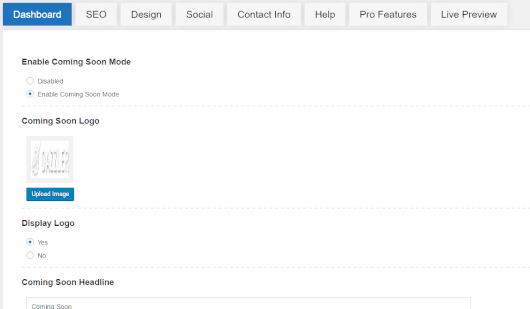 Dashboard
SEO
Design
Social
Contact Info
Help
Pro Features
Live Preview
Enable Coming Soon Mode
Disabled
Enable Coming Soon Mode
Coming Soon Logo
DAZZLER
Upload Image
Display Logo
Yes
No
Coming Soon Headline
Coming Soon